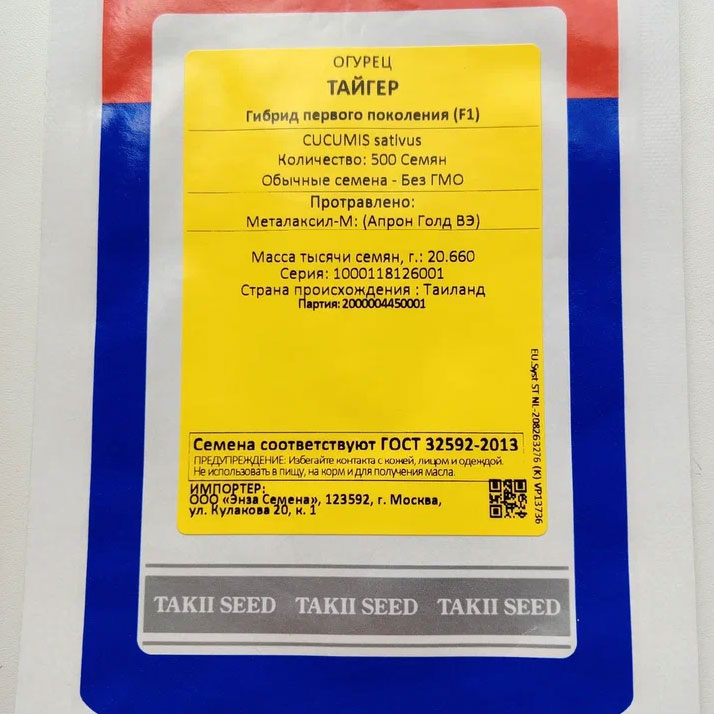 ОГУРЕЦ
ТАЙГЕР
Гибрид первого поколения (F1)
CUCUMIS sativus
Количество: 500 Семян
Обычные семена - Без ГМО
Протравлено:
Металаксил-М: (Апрон Голд ВЭ)
Масса тысячи семян, г.: 20.660
Серия: 1000118126001
Страна происхождения : Таиланд
Партия: 2000004450001
Семена соответствуют ГОСТ 32592-2013
ПРЕДУПРЕЖДЕНИЕ: Избегайте контакта с кожей, лицом и одеждой.
Не использовать в пищу, на корм и для получения масла.
ИМПОРТЕР:
ООО «Энза Семена», 123592, г. Москва,
ул. Кулакова 20, к. 1
EU.Syst ST NL-208263276 (K) VP13736
TAKII SEED TAKII SEED TAKII SEED